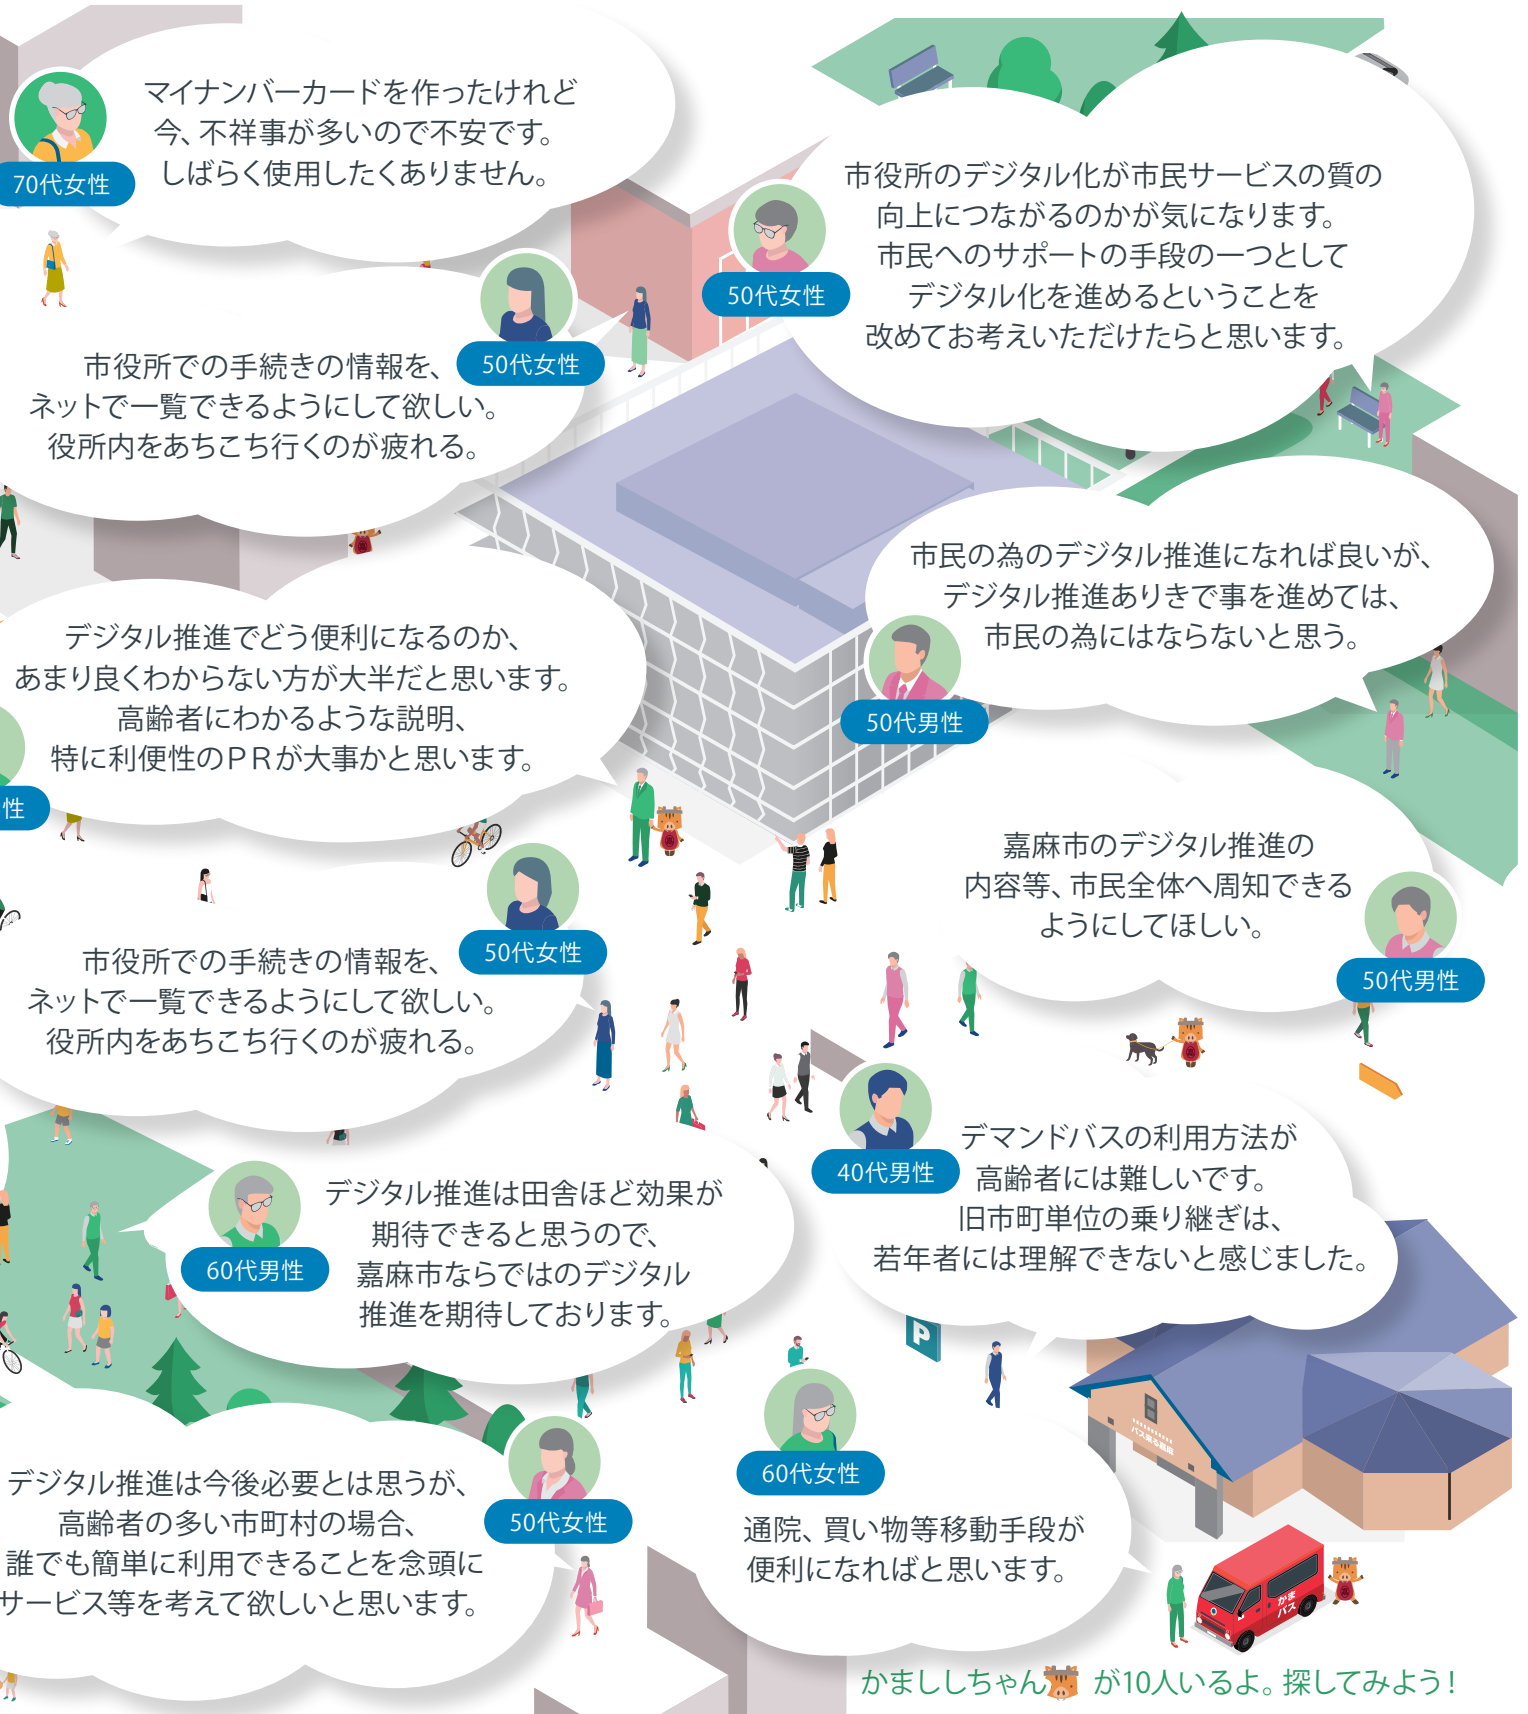 マイナンバーカードを作ったけれど
今、不祥事が多いので不安です。
しばらく使用したくありません。
70代女性
市役所のデジタル化が市民サービスの質の
向上につながるのかが気になります。
市民へのサポートの手段の一つとして
デジタル化を進めるということを
改めてお考えいただけたらと思います。
50代女性
市役所での手続きの情報を、
ネットで一覧できるようにして欲しい。
役所内をあちこち行くのが疲れる。
50代女性
市民の為のデジタル推進になれば良いが、
デジタル推進ありきで事を進めては、
市民の為にはならないと思う。
50代男性
デジタル推進でどう便利になるのか、
あまり良くわからない方が大半だと思います。
高齢者にわかるような説明、
特に利便性のＰＲが大事かと思います。
性
嘉麻市のデジタル推進の
内容等、市民全体へ周知できる
ようにしてほしい。
50代男性
市役所での手続きの情報を、
ネットで一覧できるようにして欲しい。
役所内をあちこち行くのが疲れる。
50代女性
デマンドバスの利用方法が
高齢者には難しいです。
旧市町単位の乗り継ぎは、
若年者には理解できないと感じました。
40代男性
デジタル推進は田舎ほど効果が
期待できると思うので、
嘉麻市ならではのデジタル
推進を期待しております。
60代男性
P
デジタル推進は今後必要とは思うが、
高齢者の多い市町村の場合、
誰でも簡単に利用できることを念頭に
サービス等を考えて欲しいと思います。
50代女性
60代女性
通院、買い物等移動手段が
便利になればと思います。
かま
バス
かまししちゃん が10人いるよ。探してみよう！